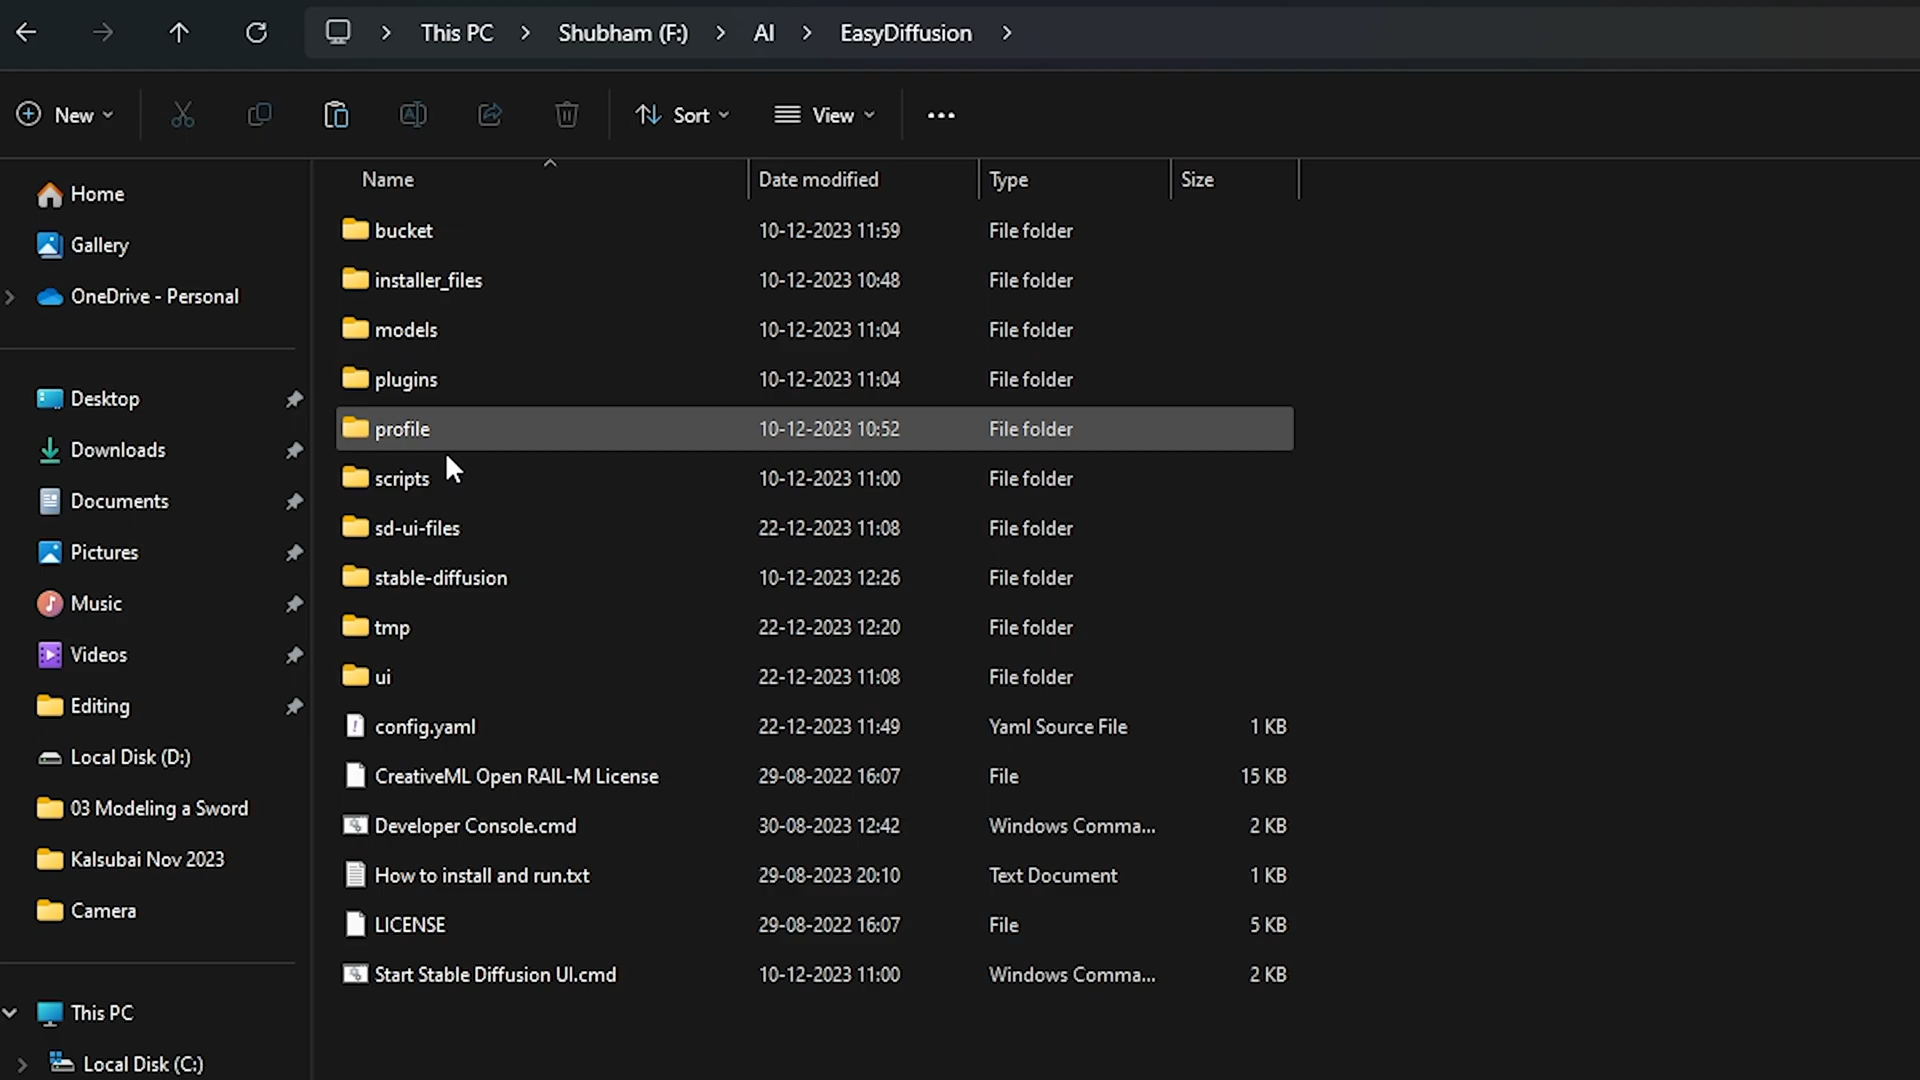 This PC > Shubham (F:) > AI > EasyDiffusion >
New Sort View ...
Name Date modified Type Size
Home
Gallery
OneDrive - Personal
Desktop
Downloads
Documents
Pictures
Music
Videos
Editing
Local Disk (D:)
03 Modeling a Sword
Kalsubai Nov 2023
Camera
This PC
Local Disk (C:)
bucket 10-12-2023 11:59 File folder
installer_files 10-12-2023 10:48 File folder
models 10-12-2023 11:04 File folder
plugins 10-12-2023 11:04 File folder
profile 10-12-2023 10:52 File folder
scripts 10-12-2023 11:00 File folder
sd-ui-files 22-12-2023 11:08 File folder
stable-diffusion 10-12-2023 12:26 File folder
tmp 22-12-2023 12:20 File folder
ui 22-12-2023 11:08 File folder
config.yaml 22-12-2023 11:49 Yaml Source File 1 KB
CreativeML Open RAIL-M License 29-08-2022 16:07 File 15 KB
Developer Console.cmd 30-08-2023 12:42 Windows Comma... 2 KB
How to install and run.txt 29-08-2023 20:10 Text Document 1 KB
LICENSE 29-08-2022 16:07 File 5 KB
Start Stable Diffusion UI.cmd 10-12-2023 11:00 Windows Comma... 2 KB